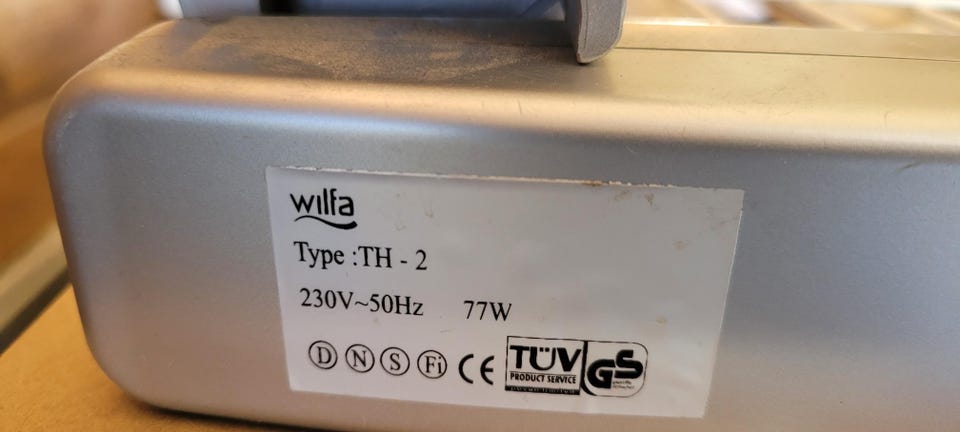 wilfa
Type :TH - 2
230V~50Hz 77W
D N S Fi CE TÜV GS
PRODUCT SERVICE